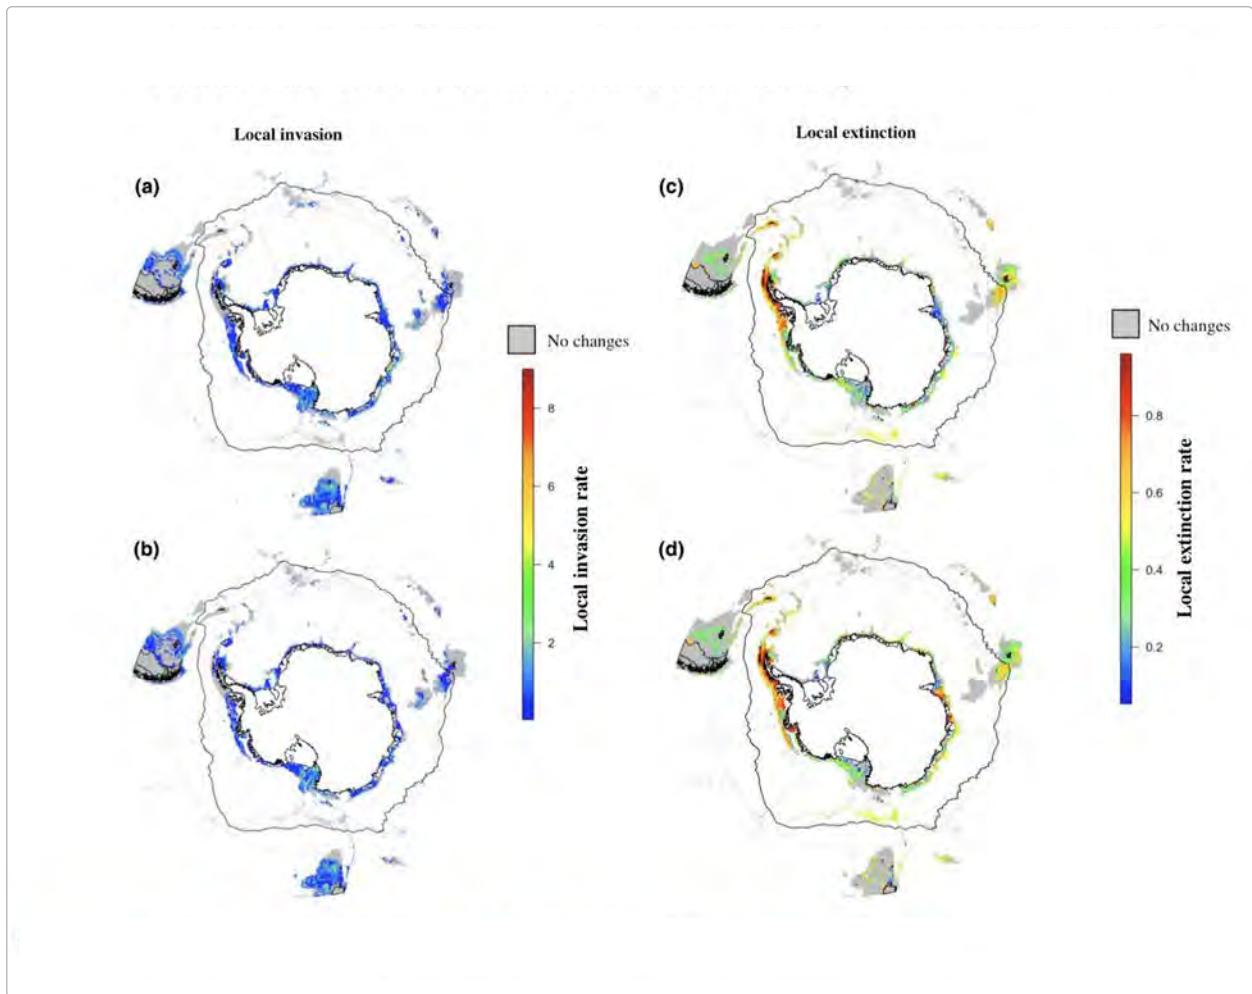 Local invasion
Local extinction
(a)
(c)
No changes
No changes
8
6
4
2
Local invasion rate
0.8
0.6
0.4
0.2
Local extinction rate
(b)
(d)